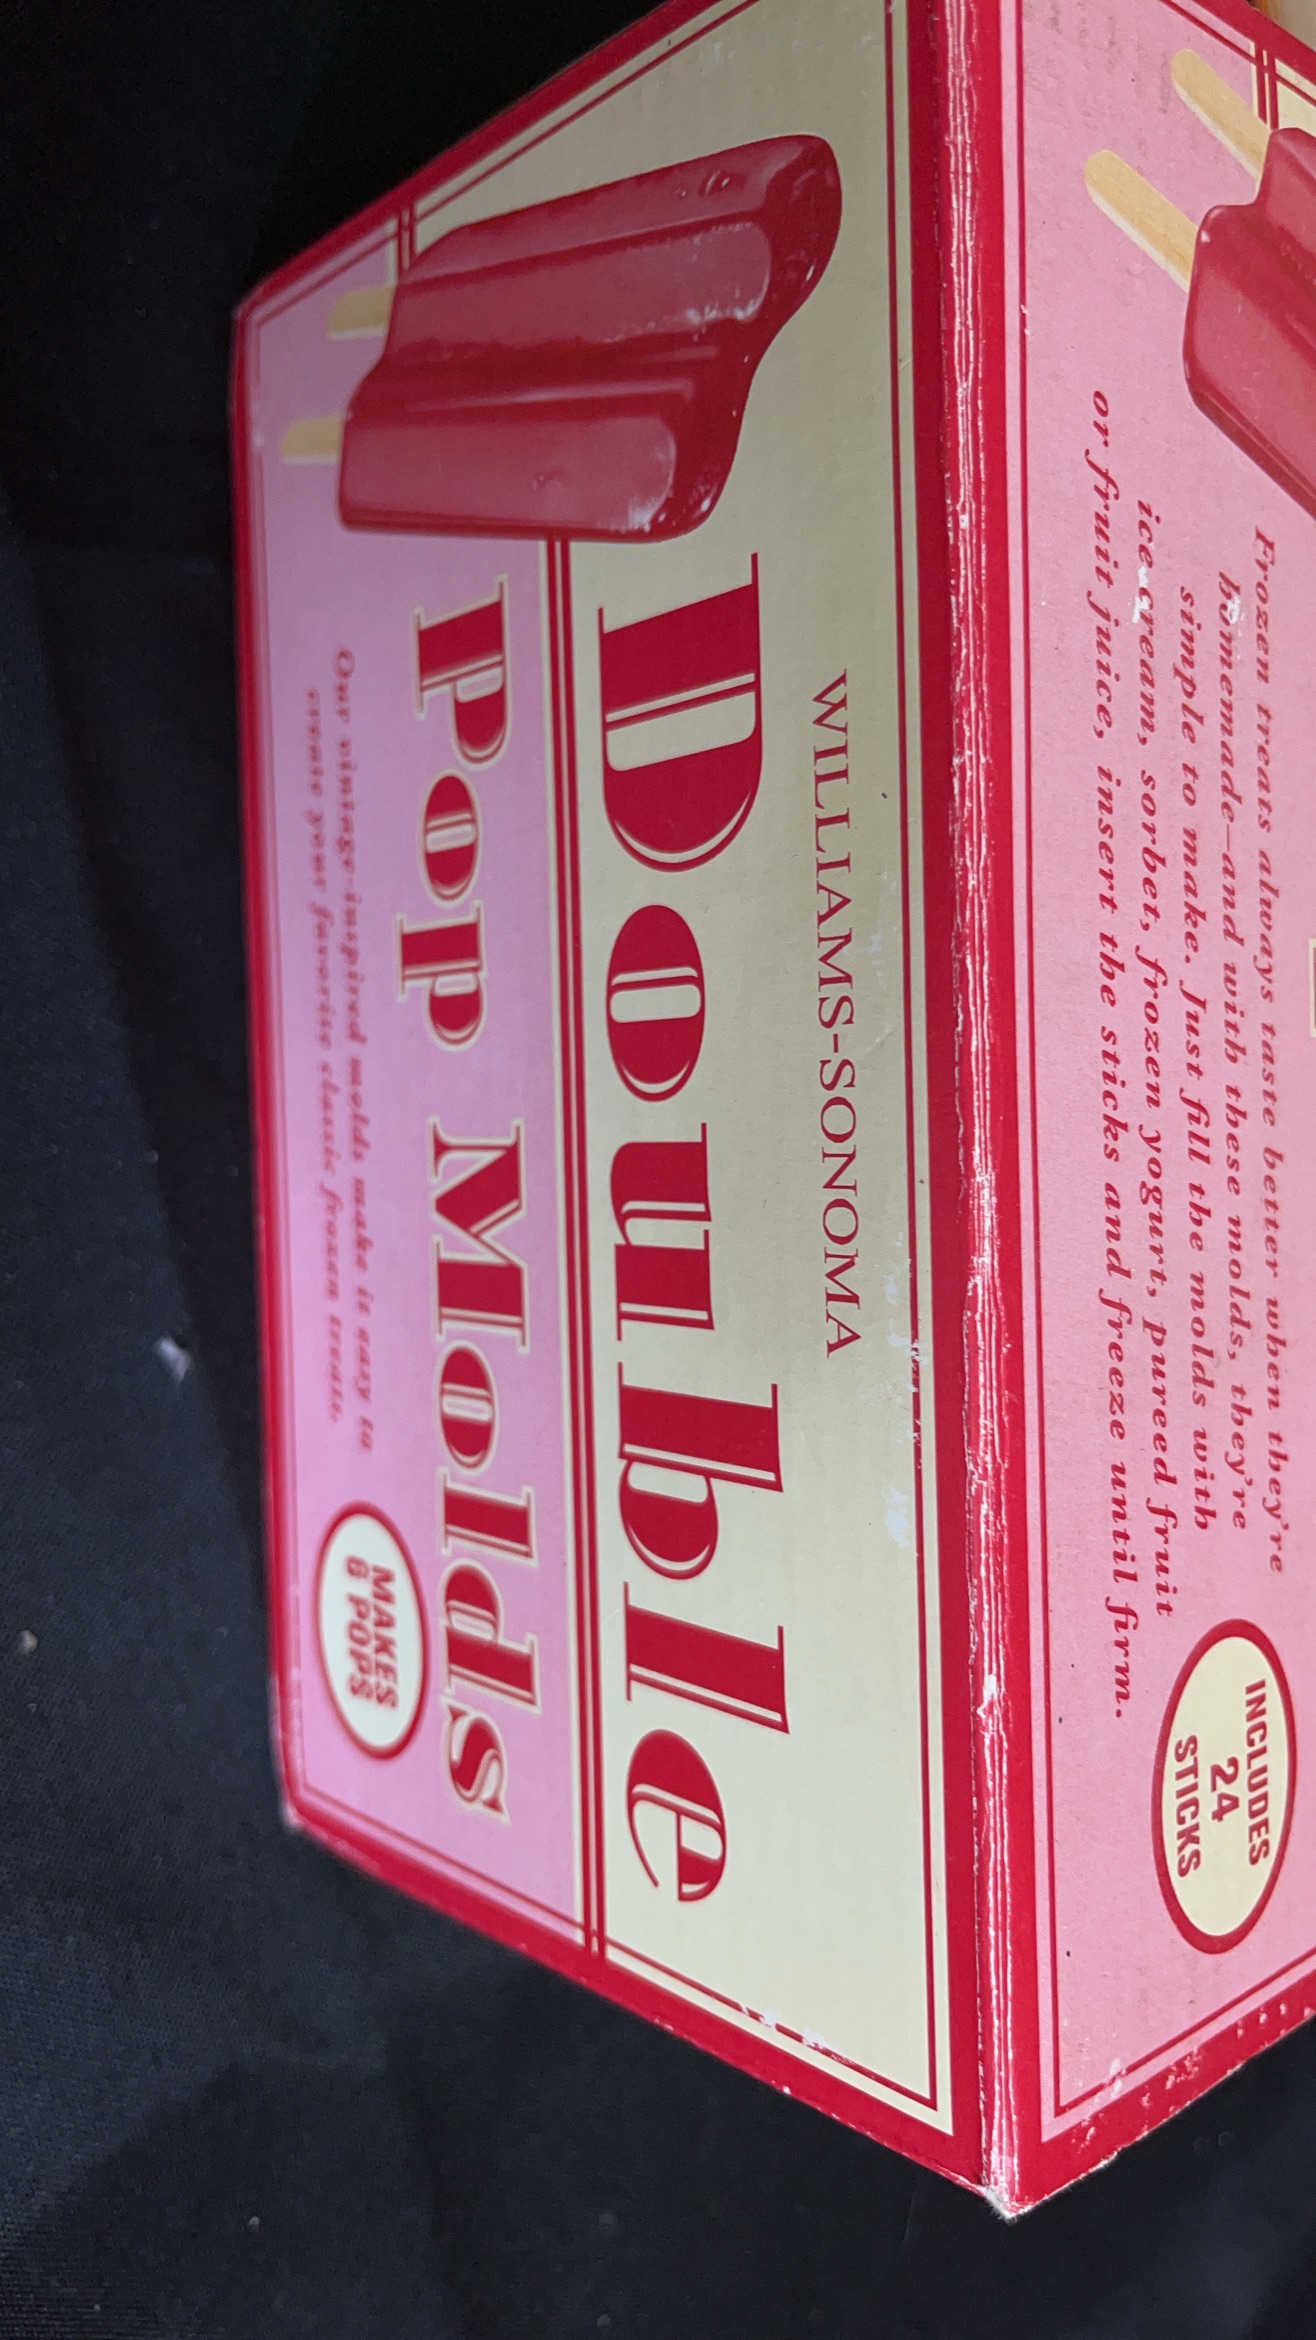 WILLIAMS-SONOMA
Double
Pop Molds
Our vintage-inspired molds make it easy to
create your favorite classic frozen treats.
MAKES
8 POPS
Frozen treats always taste better when they're
homemade—and with these molds, they're
simple to make. Just fill the molds with
ice cream, sorbet, frozen yogurt, pureed fruit
or fruit juice, insert the sticks and freeze until firm.
INCLUDES
24
STICKS